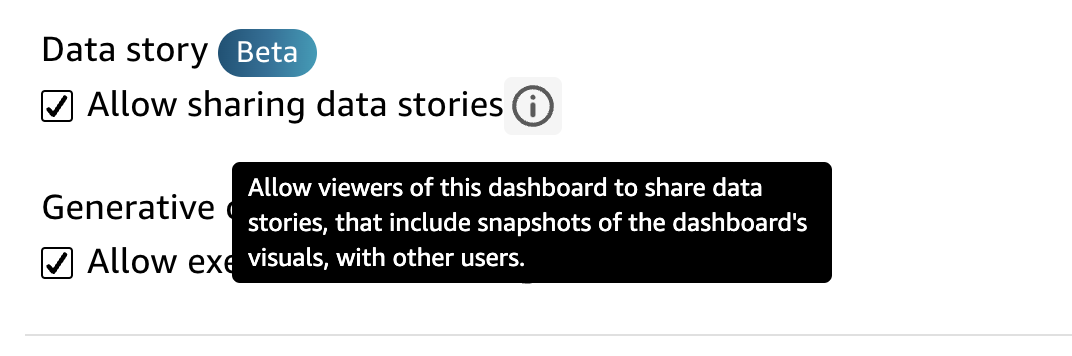 Data story Beta
Allow sharing data stories
Allow viewers of this dashboard to share data
stories, that include snapshots of the dashboard's
visuals, with other users.
Generative
Allow